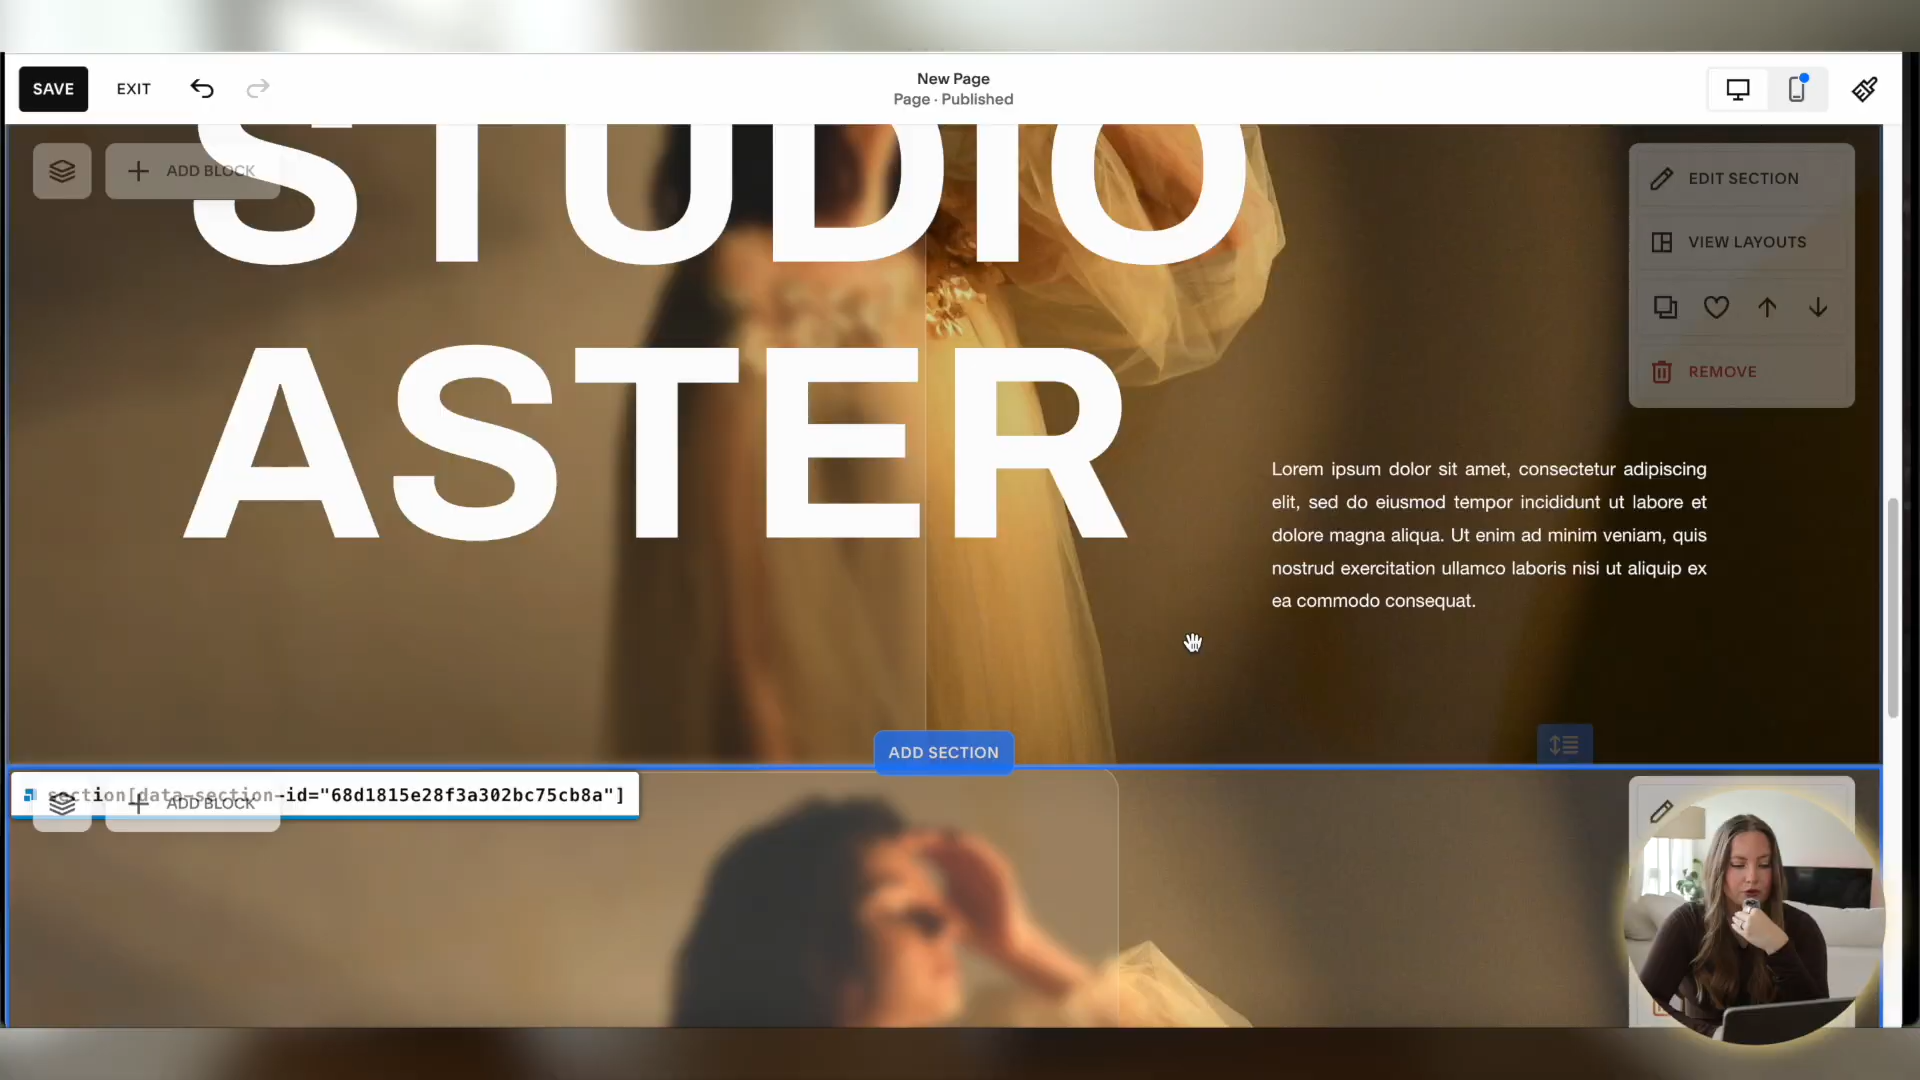 SAVE
EXIT
New Page
Page · Published
STUDIO
ADD BLOCK
EDIT SECTION
VIEW LAYOUTS
REMOVE
ASTER
Lorem ipsum dolor sit amet, consectetur adipiscing
elit, sed do eiusmod tempor incididunt ut labore et
dolore magna aliqua. Ut enim ad minim veniam, quis
nostrud exercitation ullamco laboris nisi ut aliquip ex
ea commodo consequat.
ADD SECTION
section[data-section-id="68d1815e28f3a302bc75cb8a"]
ADD BLOCK